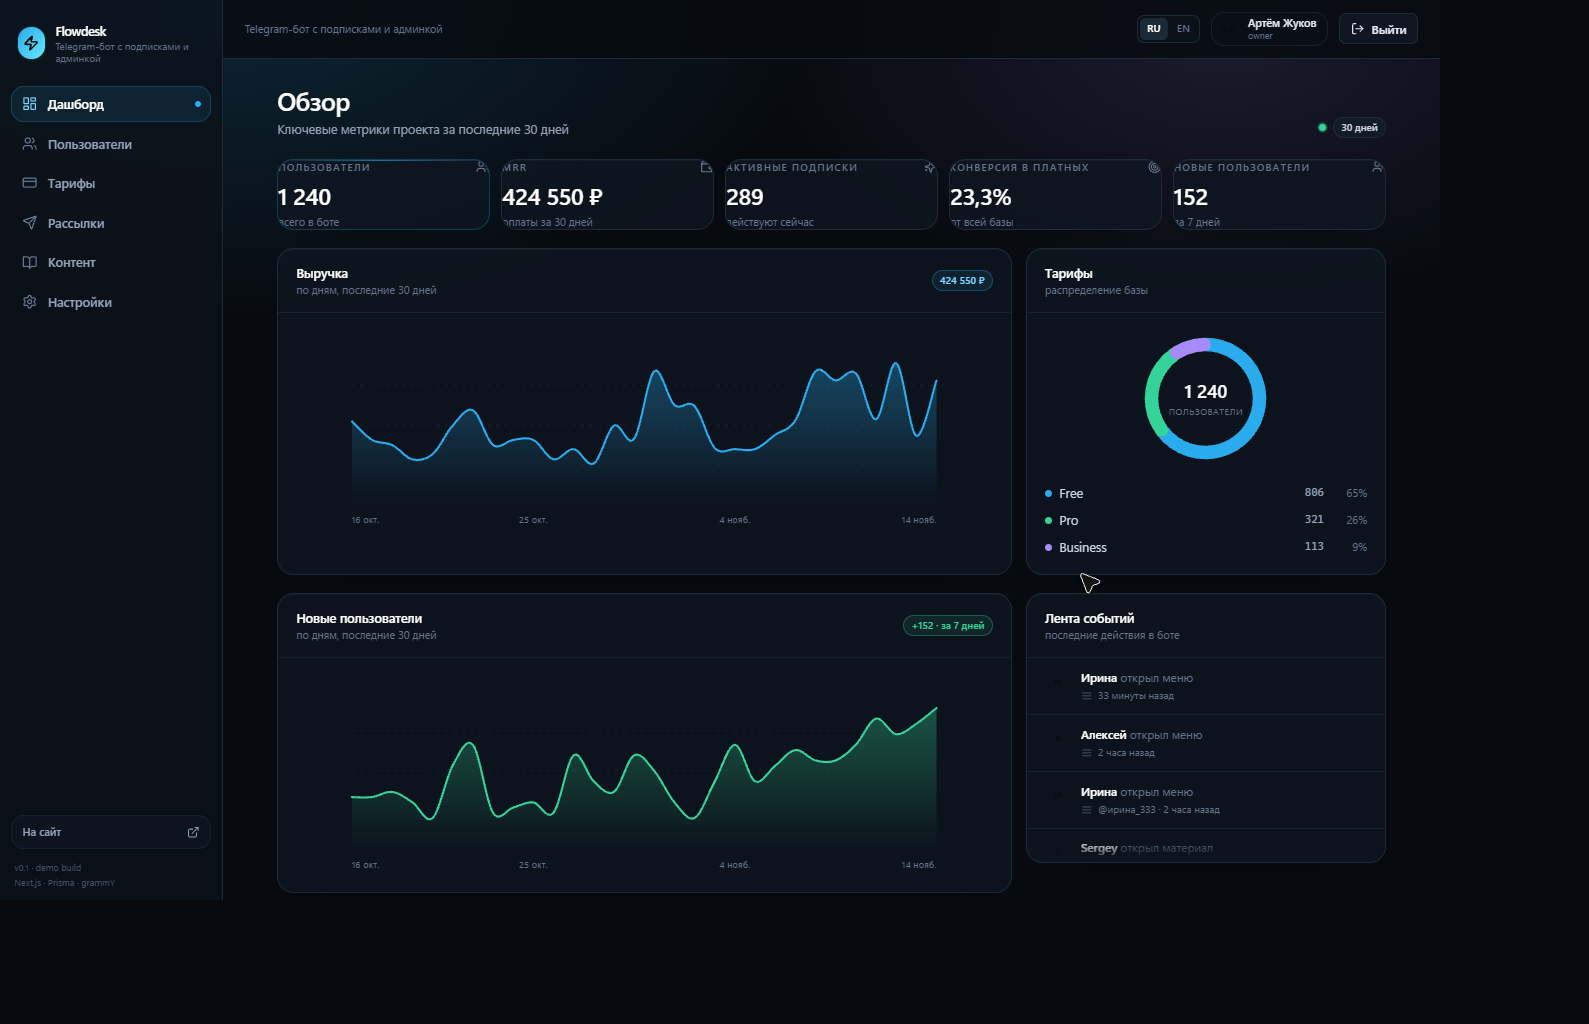 Flowdesk
Telegram-бот с подписками и
админкой
Дашборд
Пользователи
Тарифы
Рассылки
Контент
Настройки
На сайт
v0.1 · demo build
Next.js · Prisma · grammY
Telegram-бот с подписками и админкой
RU EN
Артём Жуков
owner
Выйти
Обзор
Ключевые метрики проекта за последние 30 дней
30 дней
ПОЛЬЗОВАТЕЛИ
1 240
всего в боте
MRR
424 550 ₽
оплаты за 30 дней
АКТИВНЫЕ ПОДПИСКИ
289
действуют сейчас
КОНВЕРСИЯ В ПЛАТНЫХ
23,3%
от всей базы
НОВЫЕ ПОЛЬЗОВАТЕЛИ
152
за 7 дней
Выручка
по дням, последние 30 дней
424 550 ₽
16 окт. 25 окт. 4 нояб. 14 нояб.
Тарифы
распределение базы
1 240
ПОЛЬЗОВАТЕЛИ
Free 806 65%
Pro 321 26%
Business 113 9%
Новые пользователи
по дням, последние 30 дней
+152 · за 7 дней
16 окт. 25 окт. 4 нояб. 14 нояб.
Лента событий
последние действия в боте
Ирина открыл меню
33 минуты назад
Алексей открыл меню
2 часа назад
Ирина открыл меню
@ирина_333 · 2 часа назад
Sergey открыл материал